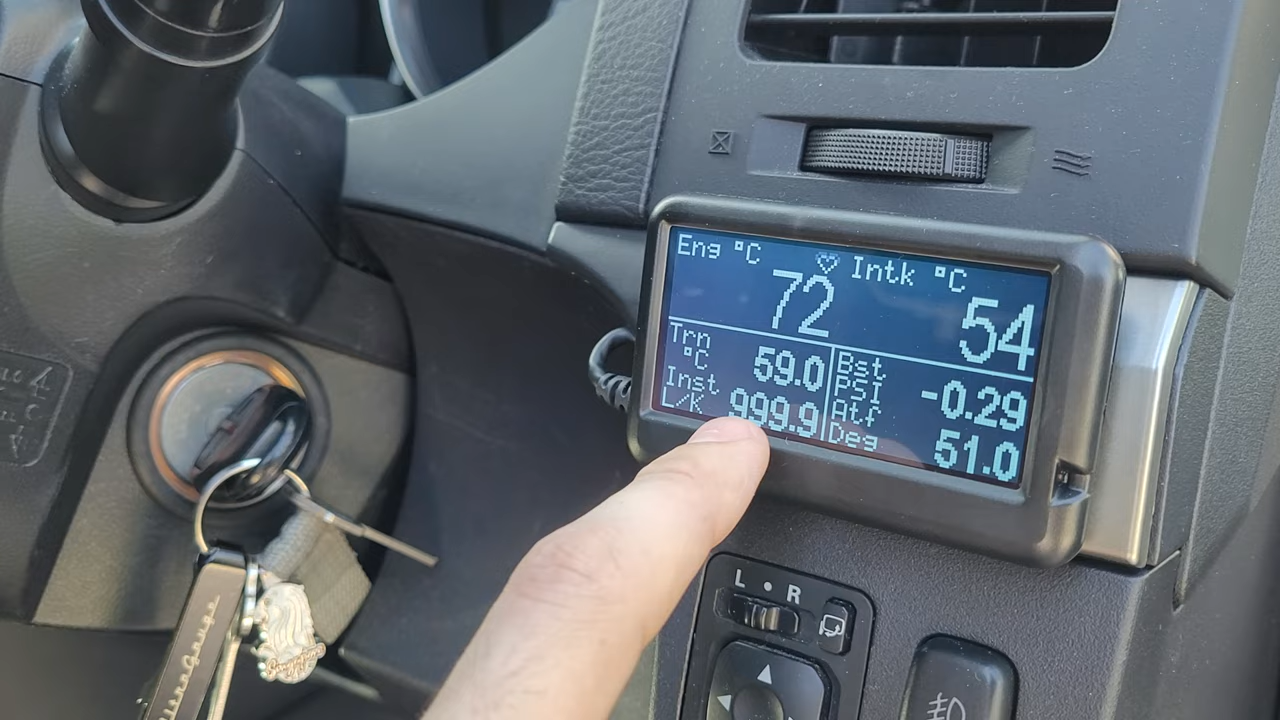 Eng °C
72
Intk °C
54
Trn
°C
59.0
Inst
L/k
999.9
Bst
PSI
-0.29
Atf
Deg
51.0
L • R